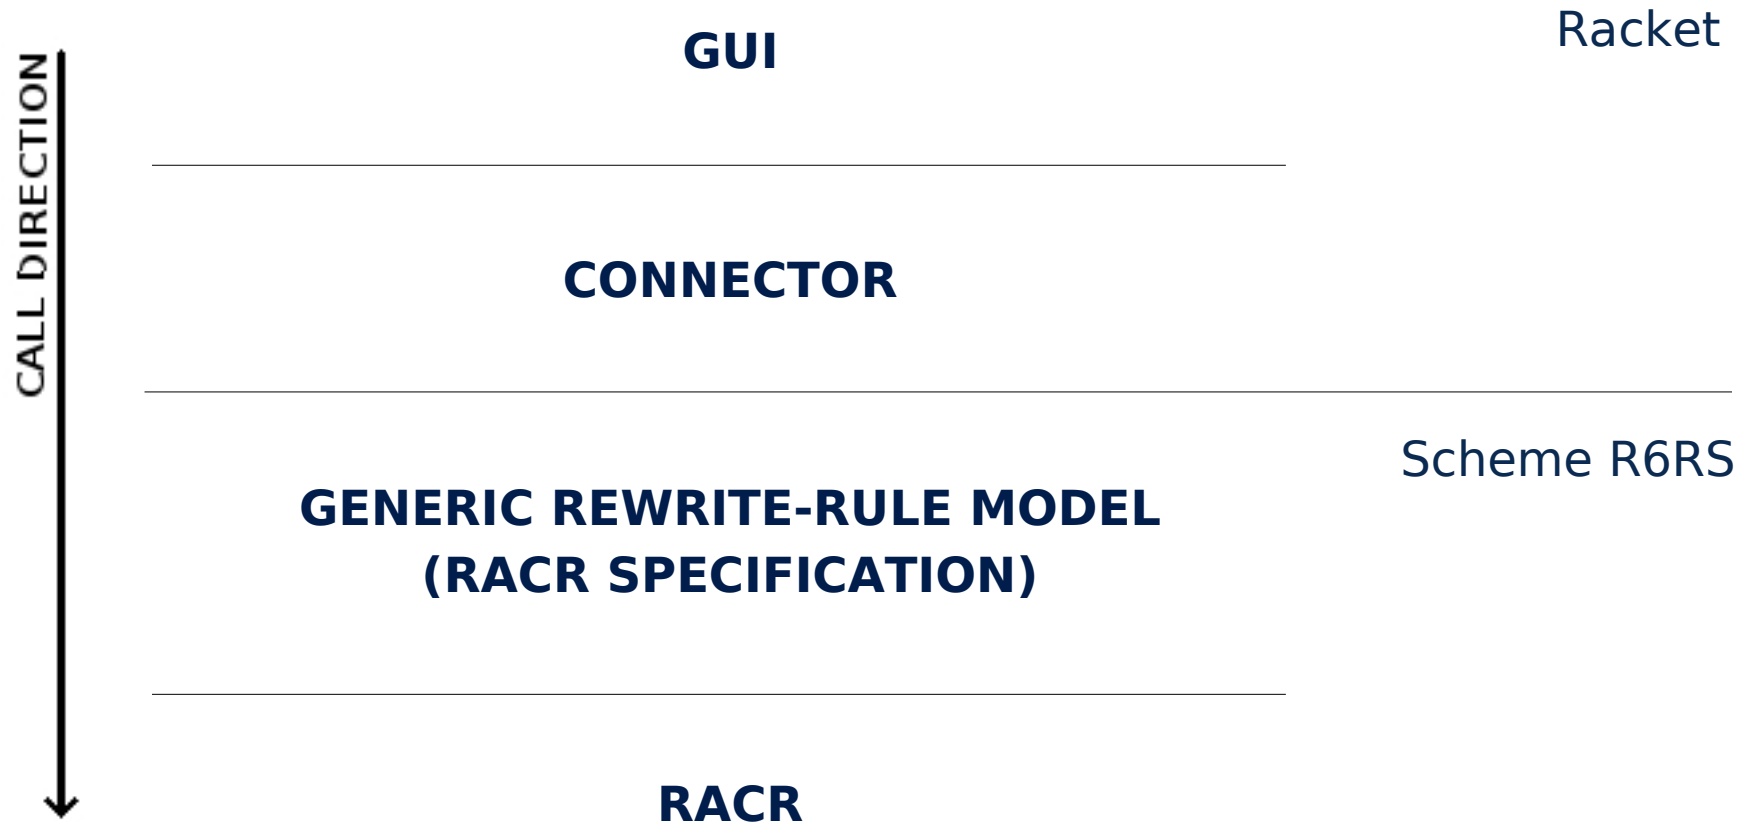 GUI
Racket
CALL DIRECTION
CONNECTOR
Scheme R6RS
GENERIC REWRITE-RULE MODEL
(RACR SPECIFICATION)
RACR